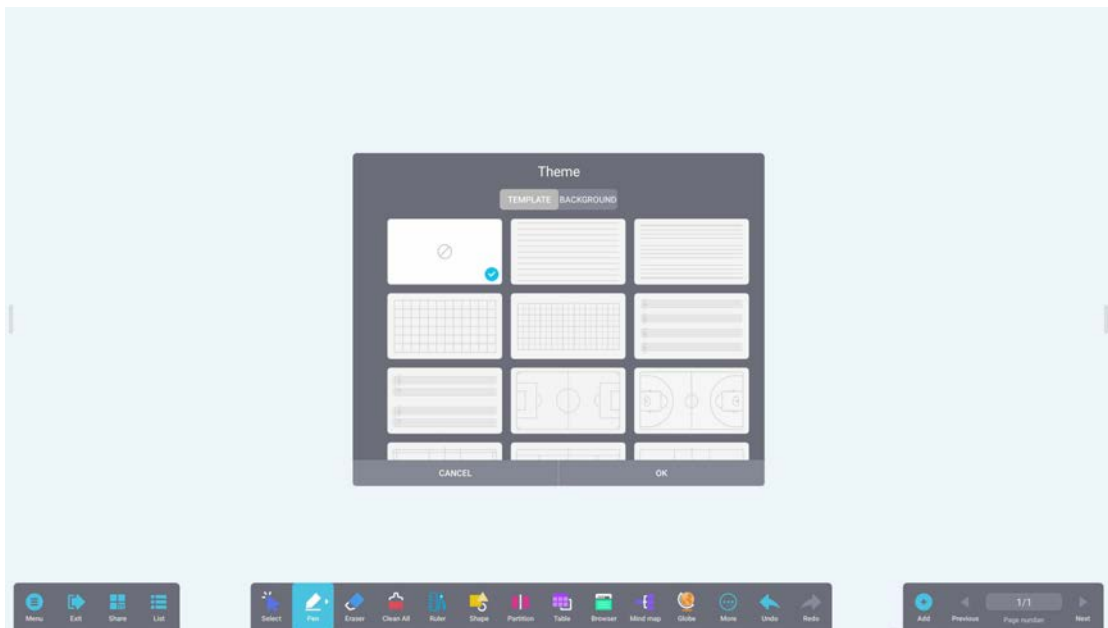 Theme
TEMPLATE BACKGROUND
CANCEL OK
Menu Exit Share List
Select Pen Eraser Clean All Ruler Shape Partition Table Browser Mind map Globe More Undo Redo
1/1
Add Previous Page number Next